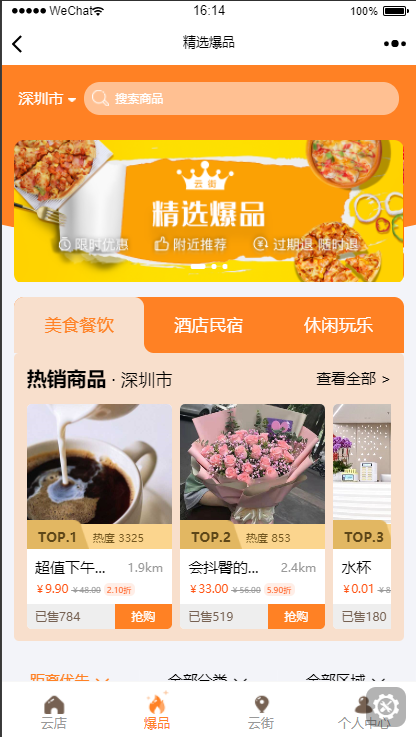 WeChat 16:14 100%
精选爆品
深圳市 搜索商品
云街
精选爆品
限时优惠 附近推荐 过期退 随时退
美食餐饮 酒店民宿 休闲玩乐
热销商品 · 深圳市 查看全部 >
TOP.1 热度 3325
超值下午... 1.9km
¥9.90 ¥48.00 2.10折
已售784 抢购
TOP.2 热度 853
会抖臀的... 2.4km
¥33.00 ¥56.00 5.90折
已售519 抢购
TOP.3
水杯
¥0.01
已售180
距离优先 全部分类 全部区域
云店 爆品 云街 个人中心